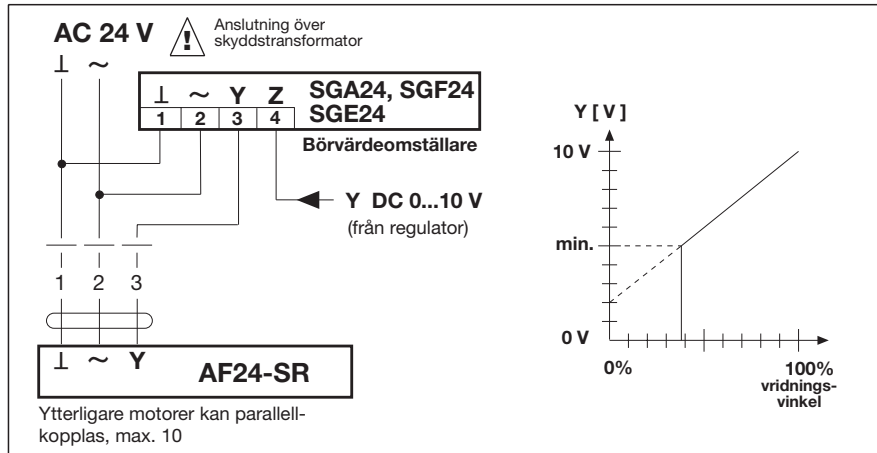 AC 24 V
Anslutning över
skyddstransformator
⊥ ~
⊥ ~ Y Z
1 2 3 4
SGA24, SGF24
SGE24
Börvärdeomställare
Y DC 0...10 V
(från regulator)
1 2 3
⊥ ~ Y
AF24-SR
Ytterligare motorer kan parallell-
kopplas, max. 10
Y [ V ]
10 V
min.
0 V
0% 100%
vridnings-
vinkel